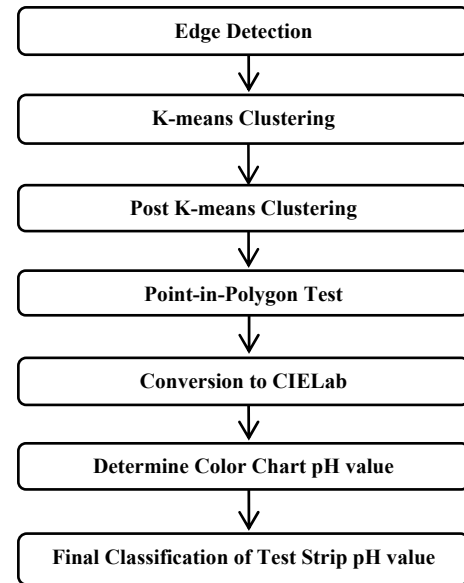 Edge Detection
K-means Clustering
Post K-means Clustering
Point-in-Polygon Test
Conversion to CIELab
Determine Color Chart pH value
Final Classification of Test Strip pH value